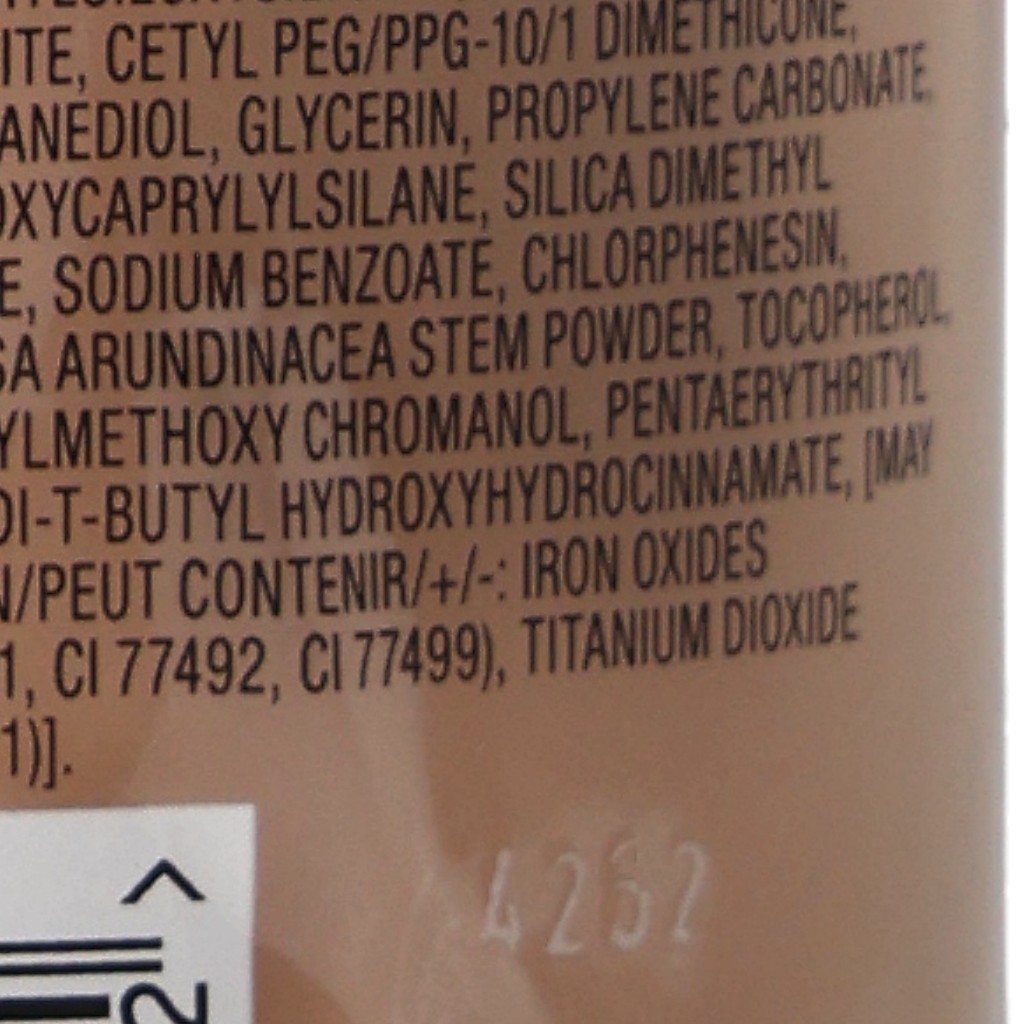 ITE, CETYL PEG/PPG-10/1 DIMETHICONE,
ANEDIOL, GLYCERIN, PROPYLENE CARBONATE,
OXYCAPRYLYLSILANE, SILICA DIMETHYL
E, SODIUM BENZOATE, CHLORPHENESIN,
SA ARUNDINACEA STEM POWDER, TOCOPHEROL,
YLMETHOXY CHROMANOL, PENTAERYTHRITYL
DI-T-BUTYL HYDROXYHYDROCINNAMATE, [MAY
N/PEUT CONTENIR/+/-: IRON OXIDES
1, CI 77492, CI 77499), TITANIUM DIOXIDE
1)].
>
2